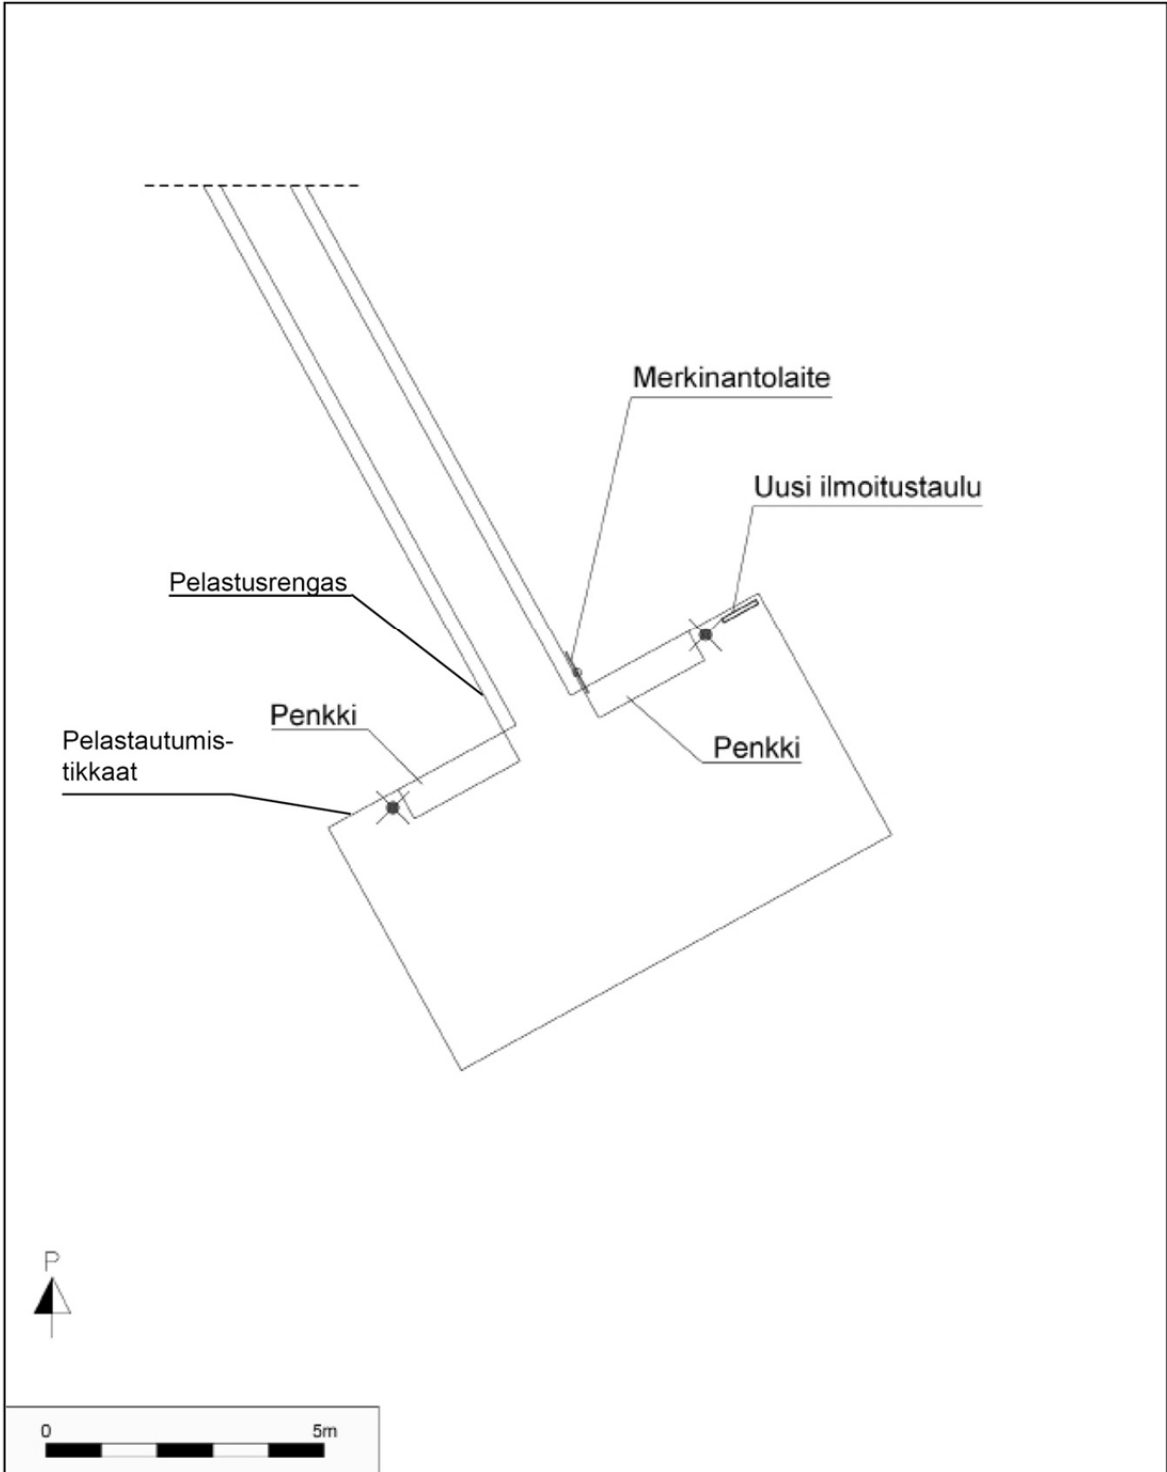 Merkinantolaite
Uusi ilmoitustaulu
Pelastusrengas
Penkki
Pelastautumis-
tikkaat
Penkki
P
0 5m